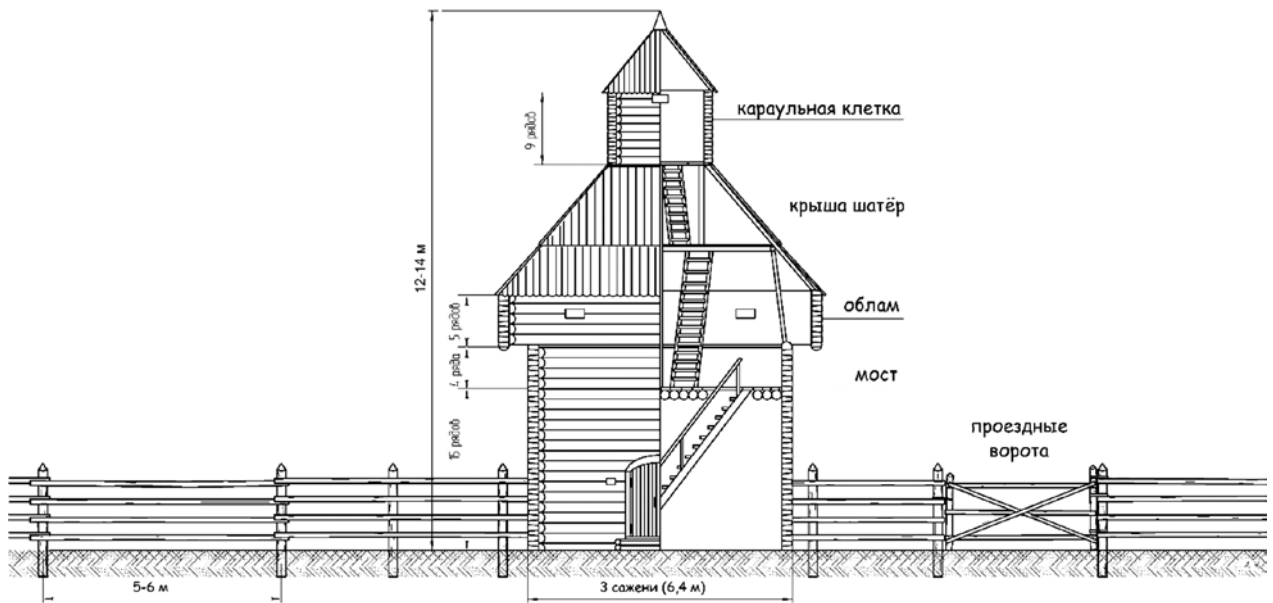 караульная клетка
9 рядов
крыша шатёр
12-14 м
облам
5 рядов
мост
4 ряда
проездные
ворота
15 рядов
5-6 м
3 сажени (6,4 м)